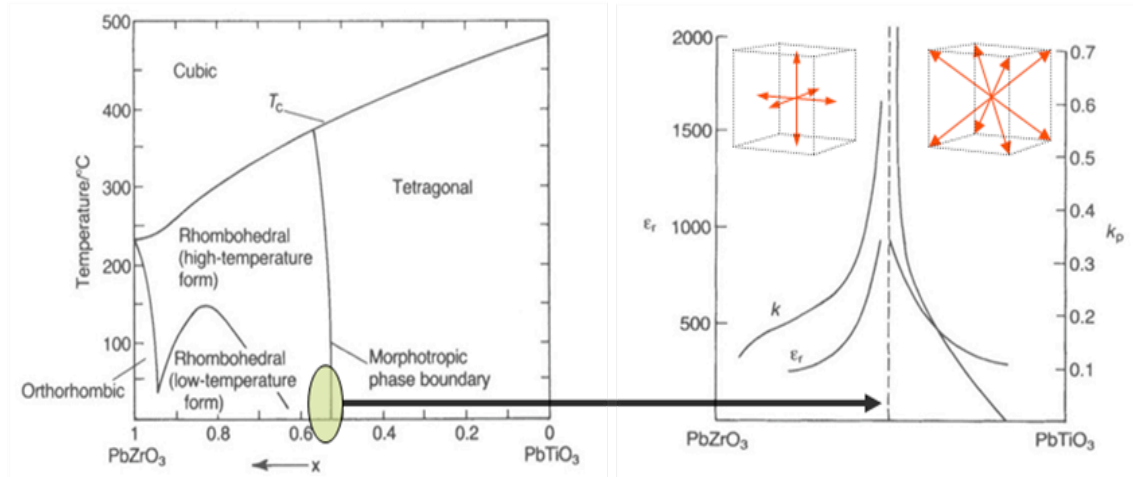 500
Cubic
T_C
400
Temperature/°C
300
Tetragonal
Rhombohedral
(high-temperature
form)
200
100
Rhombohedral
(low-temperature
form)
Morphotropic
phase boundary
Orthorhombic
1 0.8 0.6 0.4 0.2 0
PbZrO₃ PbTiO₃
x
2000
1500
εᵣ
1000
500
0.7
0.6
0.5
0.4
kₚ
0.3
0.2
0.1
k
εᵣ
PbZrO₃ PbTiO₃